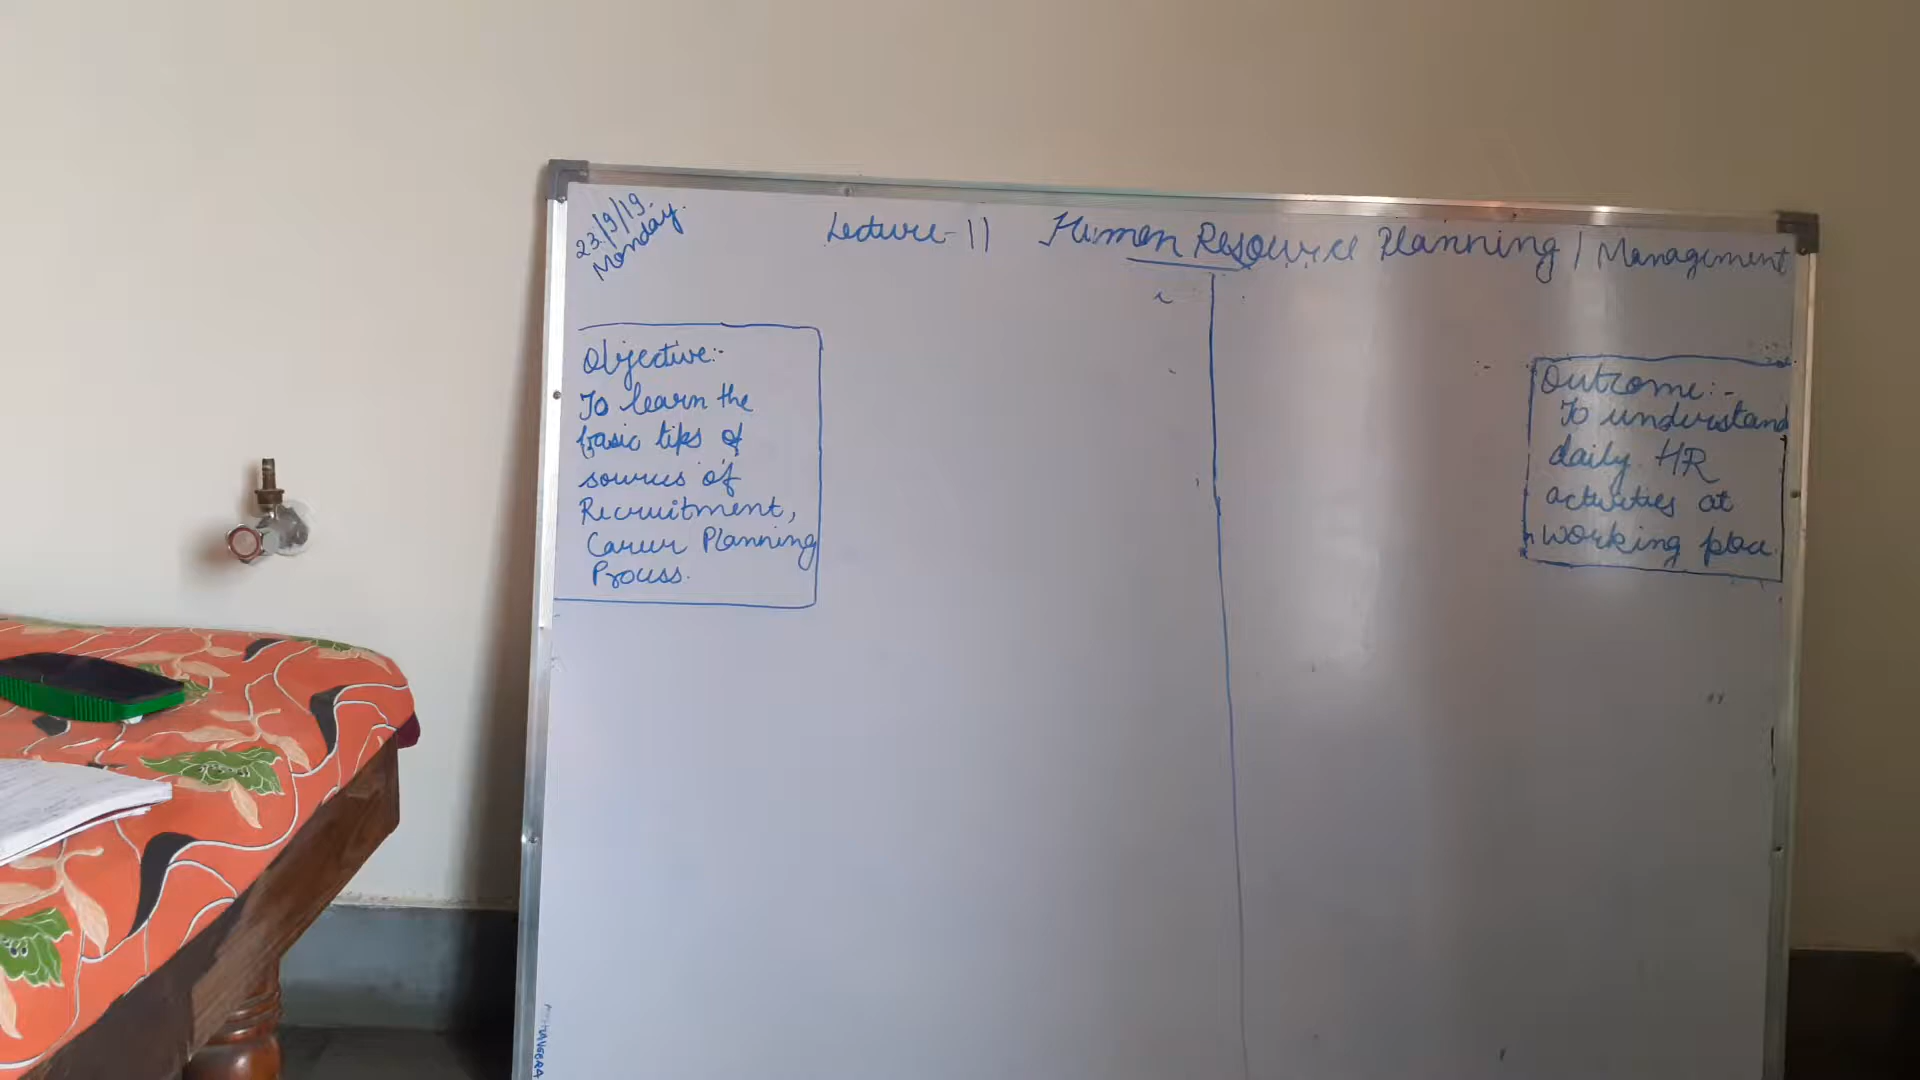 23/9/19
Monday.
Lecture-11 Human Resource Planning / Management
Objective:-
To learn the
basic tips of
sources of
Recruitment,
Career Planning
Process.
Outcome:-
To understand
daily HR
activities at
working place.